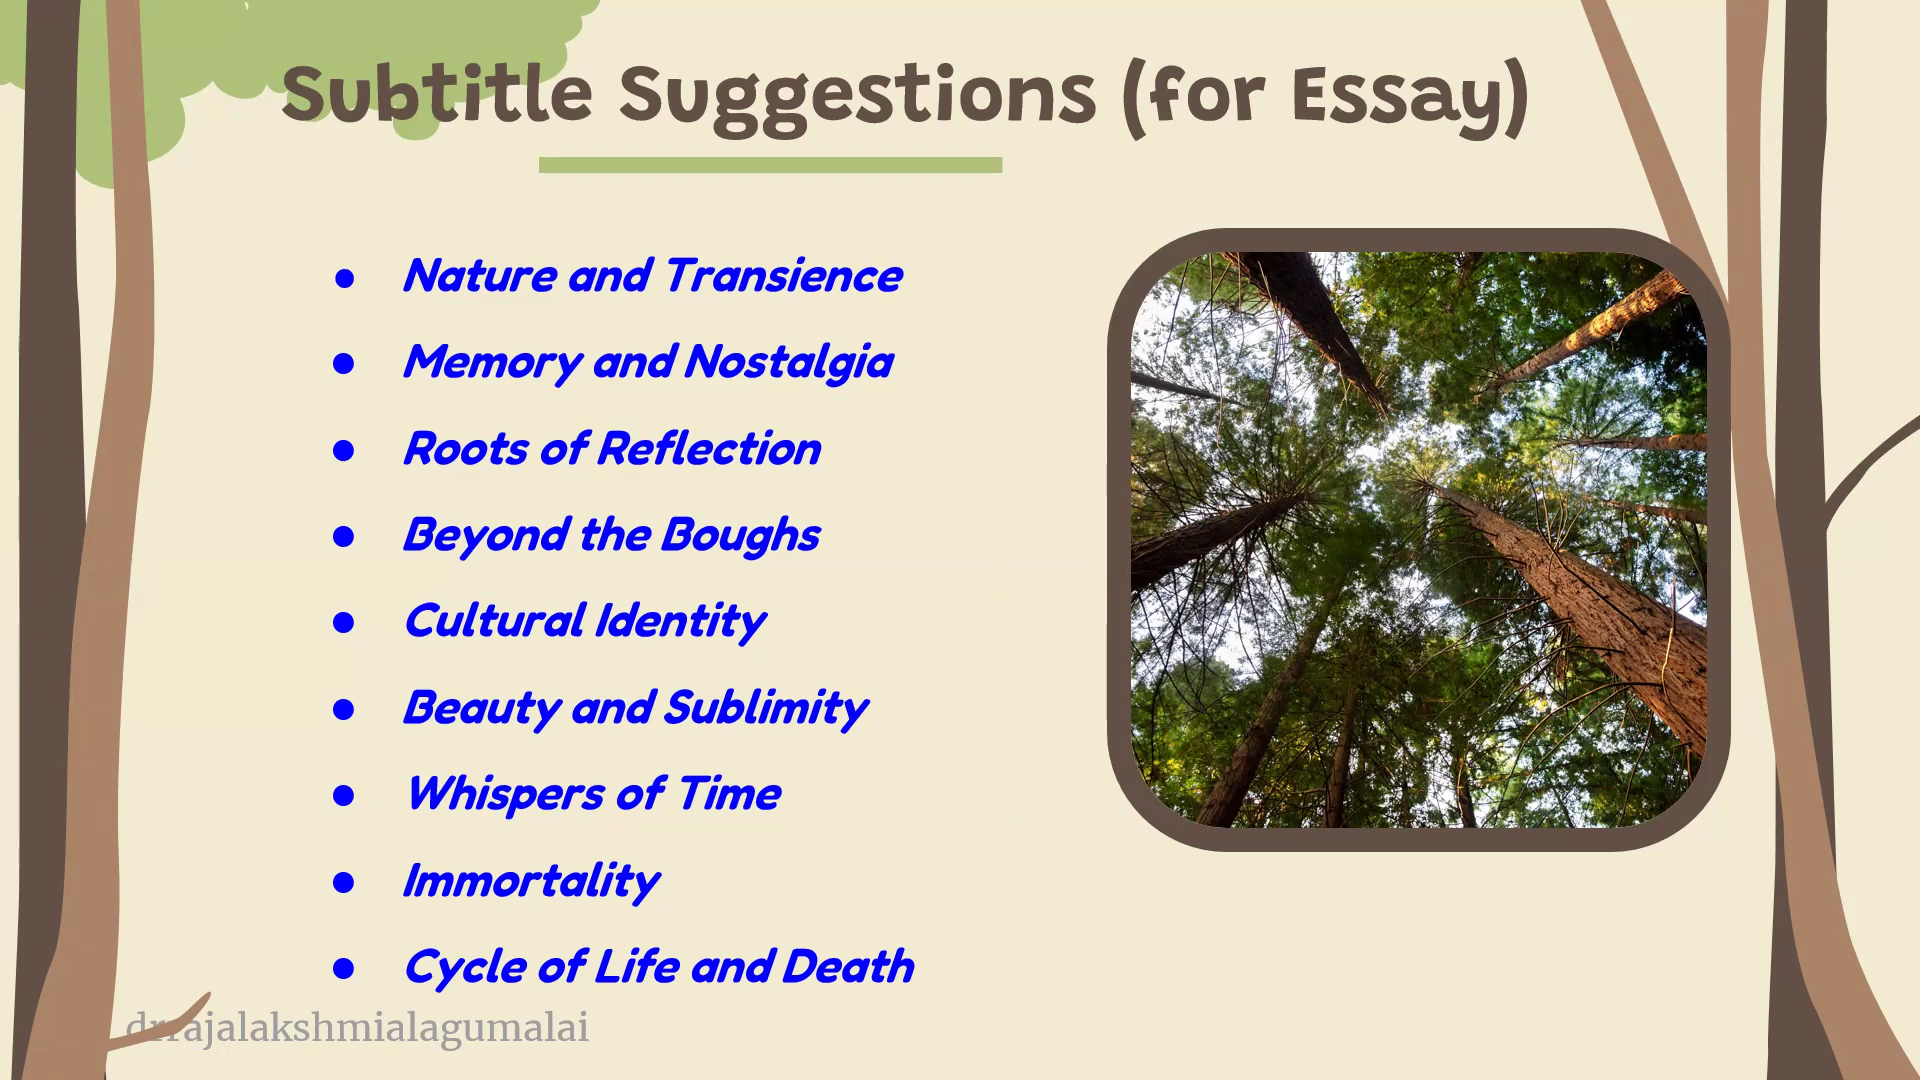 Subtitle Suggestions (for Essay)
● Nature and Transience
● Memory and Nostalgia
● Roots of Reflection
● Beyond the Boughs
● Cultural Identity
● Beauty and Sublimity
● Whispers of Time
● Immortality
● Cycle of Life and Death
drrajalakshmialagumalai